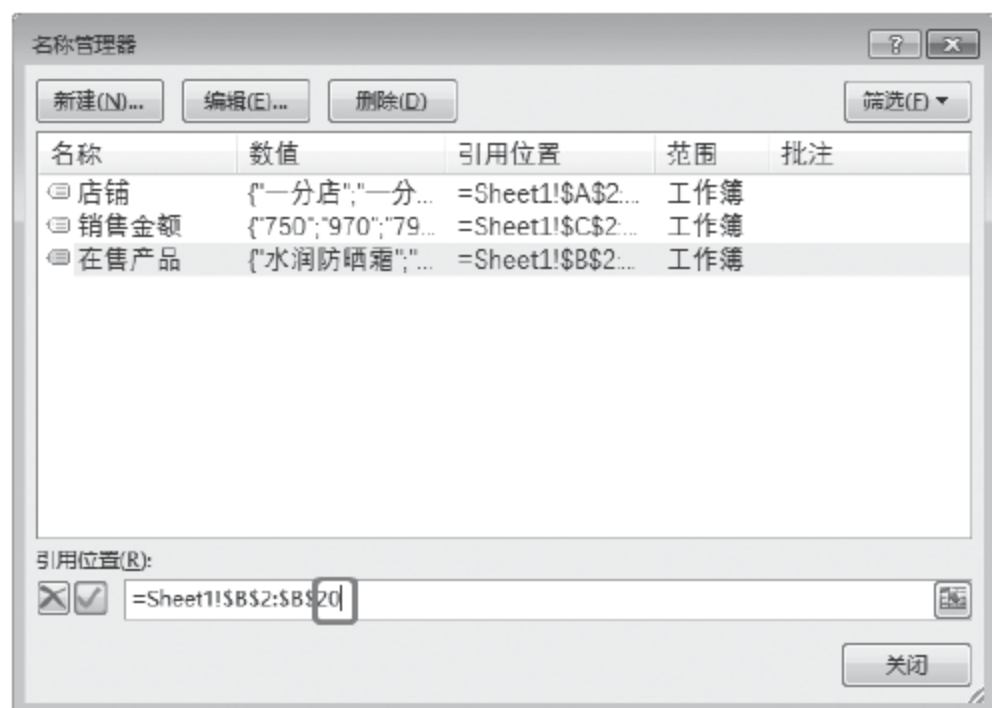 名称管理器
新建(N)... 编辑(E)... 删除(D) 筛选(F)
名称 数值 引用位置 范围 批注
店铺 {"一分店";"一分... =Sheet1!$A$2:... 工作簿
销售金额 {"750";"970";"79... =Sheet1!$C$2:... 工作簿
在售产品 {"水润防晒霜";"... =Sheet1!$B$2:... 工作簿
引用位置(R):
=Sheet1!$B$2:$B$20
关闭